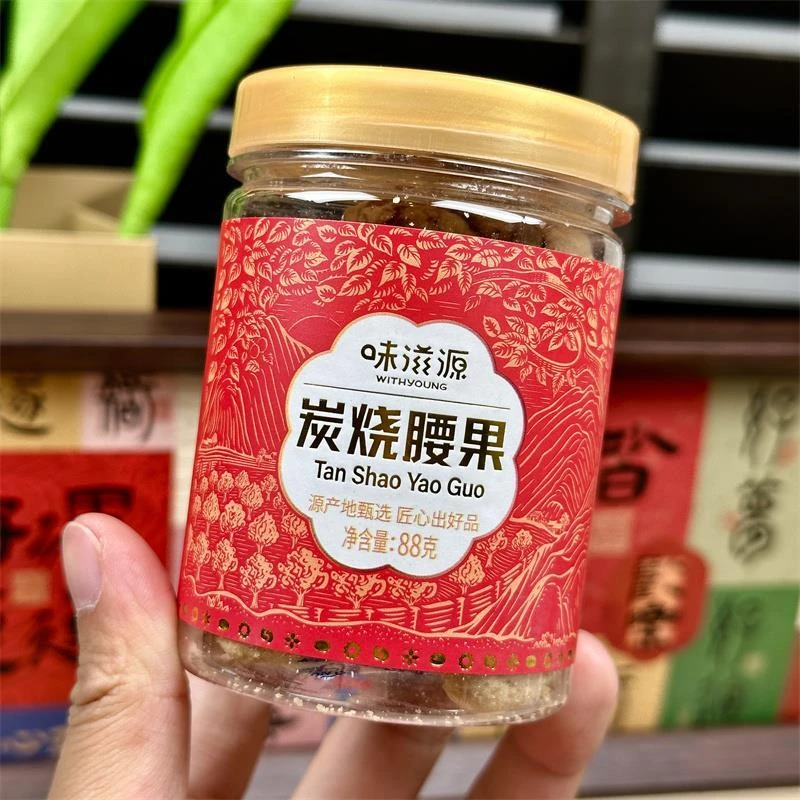 味滋源
WITHYOUNG
炭烧腰果
Tan Shao Yao Guo
源产地甄选 匠心出好品
净含量:88克